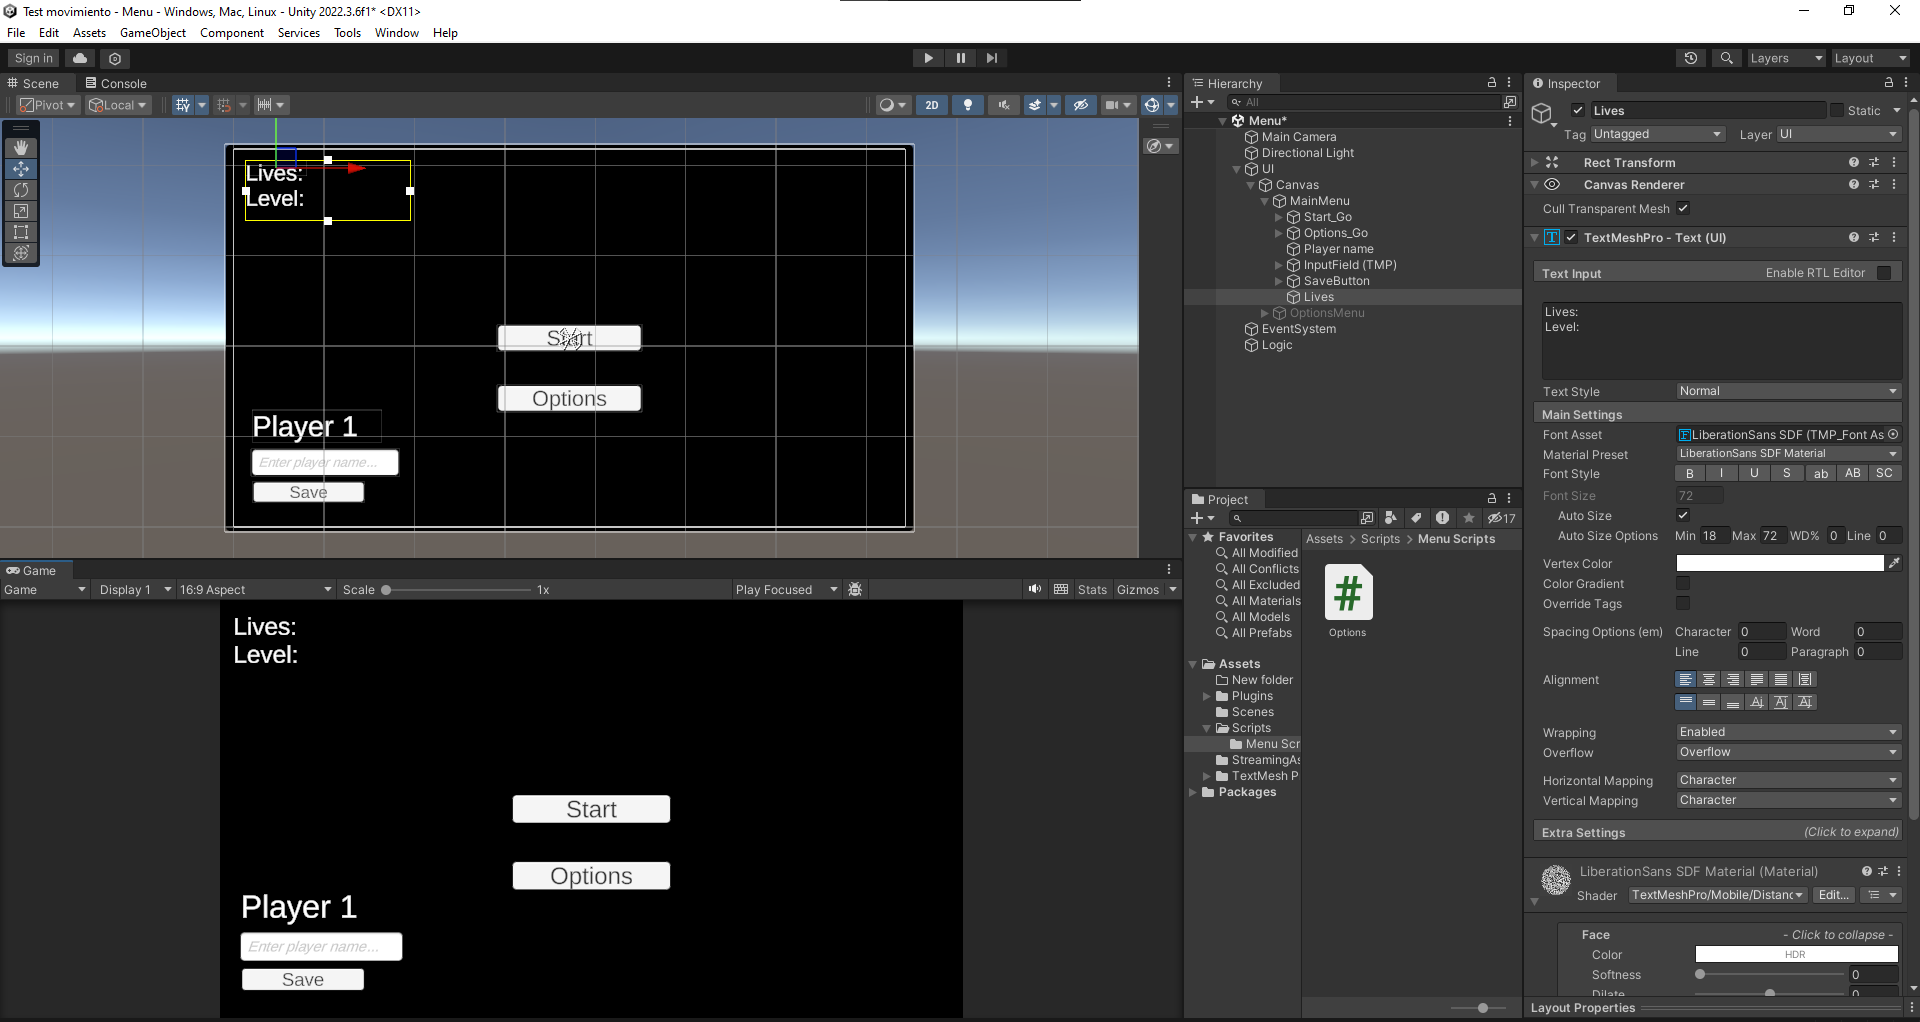 Test movimiento - Menu - Windows, Mac, Linux - Unity 2022.3.6f1* <DX11>
File Edit Assets GameObject Component Services Tools Window Help
Sign in
Layers
Layout
Scene
Console
Pivot
Local
2D
Lives:
Level:
Start
Options
Player 1
Enter player name...
Save
Game
Game
Display 1
16:9 Aspect
Scale
1x
Play Focused
Stats
Gizmos
Lives:
Level:
Start
Options
Player 1
Enter player name...
Save
Hierarchy
All
Menu*
Main Camera
Directional Light
UI
Canvas
MainMenu
Start_Go
Options_Go
Player name
InputField (TMP)
SaveButton
Lives
OptionsMenu
EventSystem
Logic
Project
17
Favorites
All Modified
All Conflicts
All Excluded
All Materials
All Models
All Prefabs
Assets
New folder
Plugins
Scenes
Scripts
Menu Scr
StreamingAs
TextMesh P
Packages
Assets > Scripts > Menu Scripts
#
Options
Inspector
Lives
Static
Tag Untagged
Layer UI
Rect Transform
Canvas Renderer
Cull Transparent Mesh
TextMeshPro - Text (UI)
Text Input
Enable RTL Editor
Lives:
Level:
Text Style Normal
Main Settings
Font Asset LiberationSans SDF (TMP_Font As
Material Preset LiberationSans SDF Material
Font Style B I U S ab AB SC
Font Size 72
Auto Size
Auto Size Options Min 18 Max 72 WD% 0 Line 0
Vertex Color
Color Gradient
Override Tags
Spacing Options (em) Character 0 Word 0
Line 0 Paragraph 0
Alignment
Wrapping Enabled
Overflow Overflow
Horizontal Mapping Character
Vertical Mapping Character
Extra Settings (Click to expand)
LiberationSans SDF Material (Material)
Shader TextMeshPro/Mobile/Distanc Edit...
Face - Click to collapse -
Color HDR
Softness 0
Dilate 0
Layout Properties